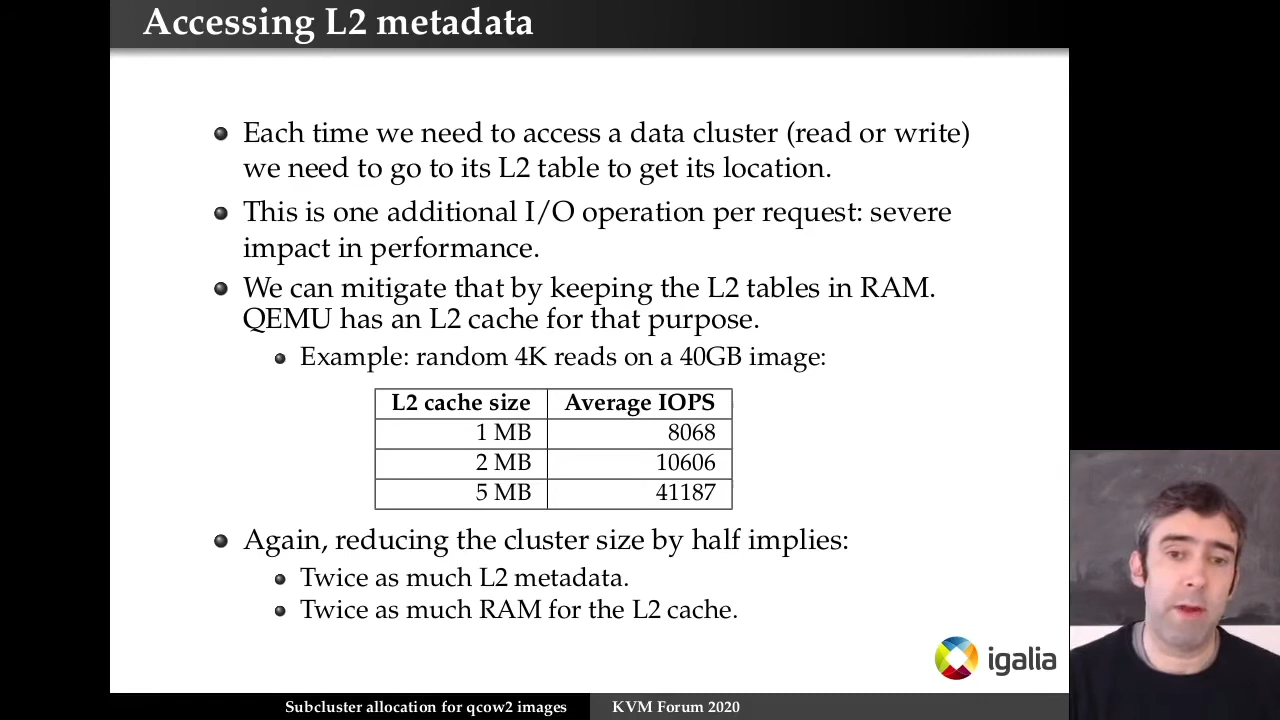 Accessing L2 metadata
Each time we need to access a data cluster (read or write)
we need to go to its L2 table to get its location.
This is one additional I/O operation per request: severe
impact in performance.
We can mitigate that by keeping the L2 tables in RAM.
QEMU has an L2 cache for that purpose.
Example: random 4K reads on a 40GB image:
L2 cache size Average IOPS
1 MB 8068
2 MB 10606
5 MB 41187
Again, reducing the cluster size by half implies:
Twice as much L2 metadata.
Twice as much RAM for the L2 cache.
igalia
Subcluster allocation for qcow2 images KVM Forum 2020